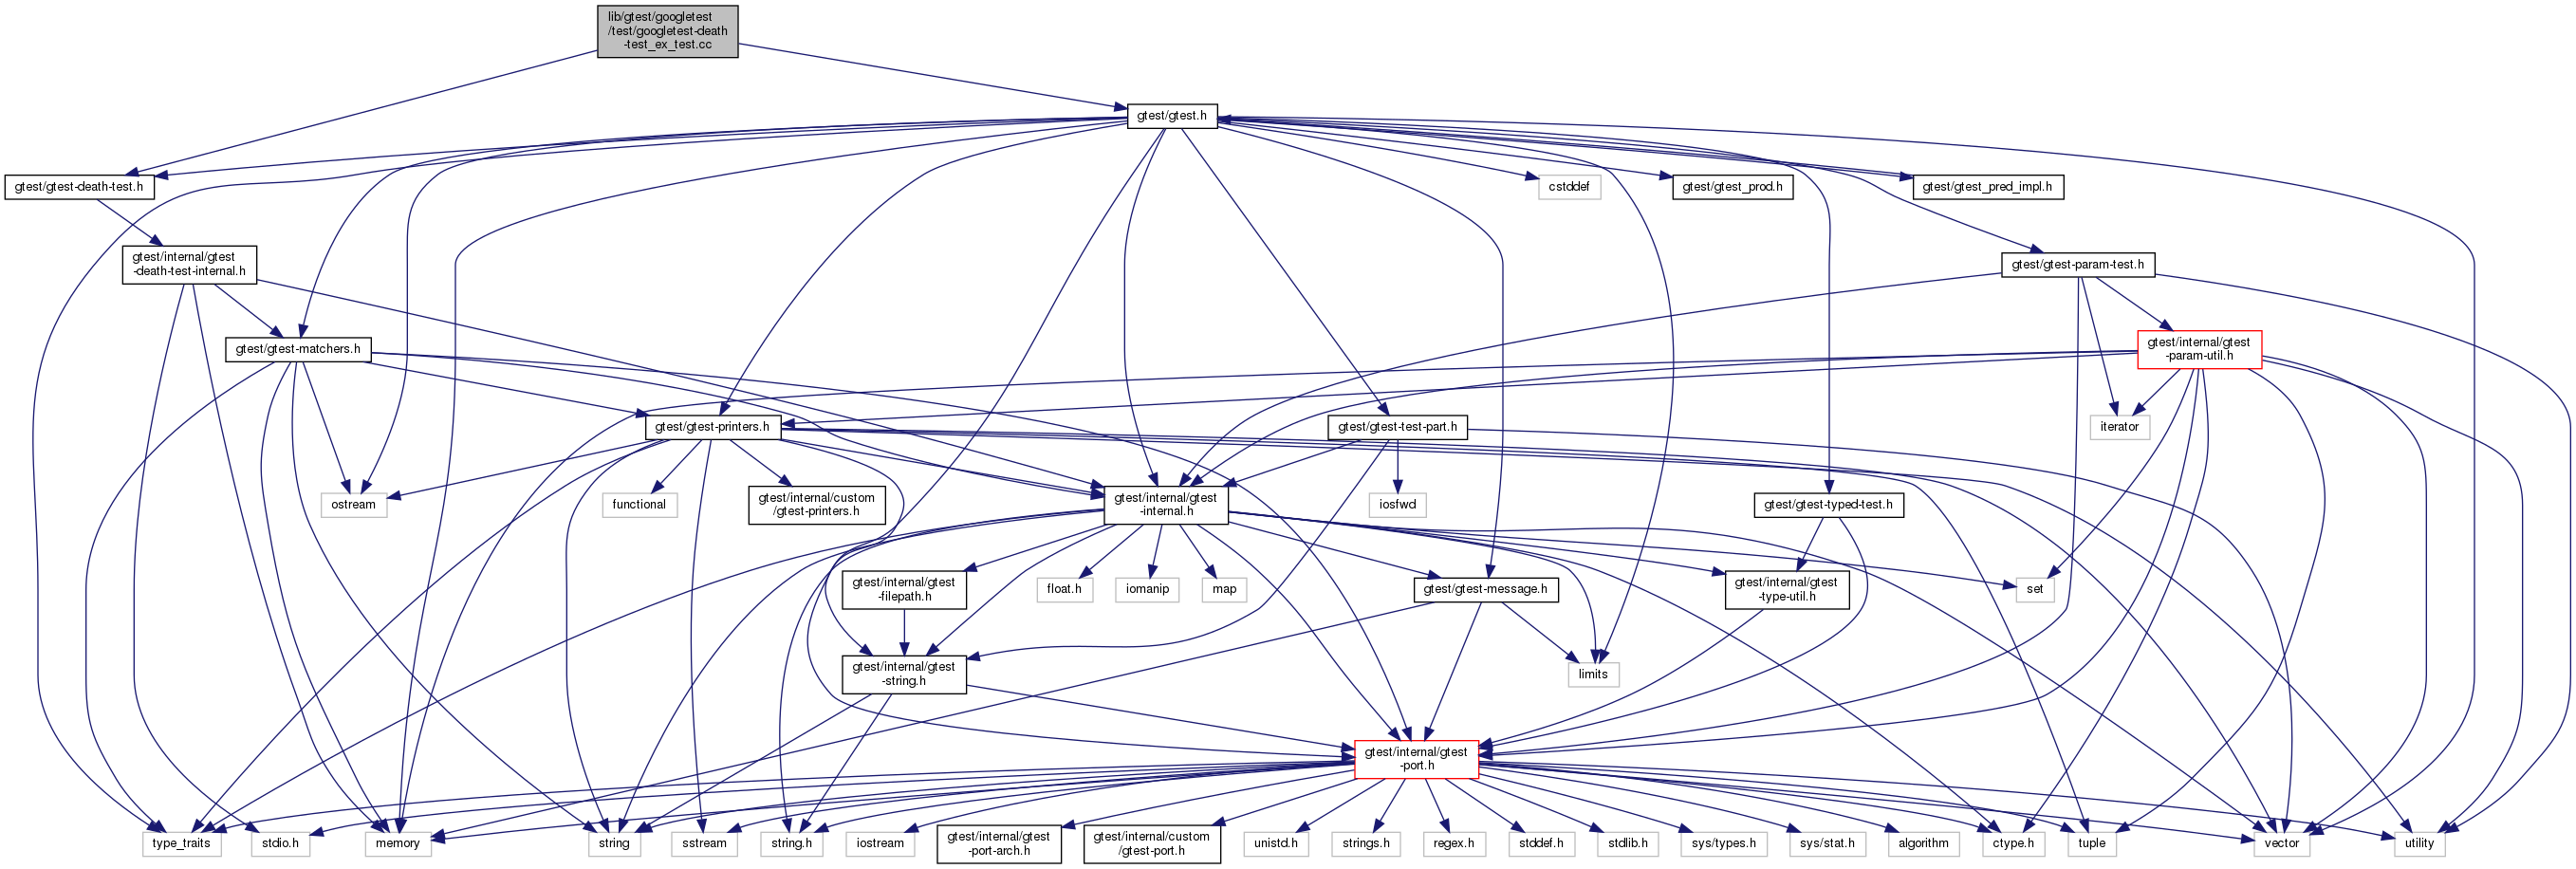 lib/gtest/googletest
/test/googletest-death
-test_ex_test.cc
gtest/gtest.h
gtest/gtest-death-test.h
cstddef
gtest/gtest_prod.h
gtest/gtest_pred_impl.h
gtest/internal/gtest
-death-test-internal.h
gtest/gtest-param-test.h
gtest/gtest-matchers.h
gtest/internal/gtest
-param-util.h
gtest/gtest-printers.h
gtest/gtest-test-part.h
iterator
ostream
functional
gtest/internal/custom
/gtest-printers.h
gtest/internal/gtest
-internal.h
iosfwd
gtest/gtest-typed-test.h
gtest/internal/gtest
-filepath.h
float.h
iomanip
map
gtest/gtest-message.h
gtest/internal/gtest
-type-util.h
set
gtest/internal/gtest
-string.h
limits
gtest/internal/gtest
-port.h
type_traits
stdio.h
memory
string
sstream
string.h
iostream
gtest/internal/gtest
-port-arch.h
gtest/internal/custom
/gtest-port.h
unistd.h
strings.h
regex.h
stddef.h
stdlib.h
sys/types.h
sys/stat.h
algorithm
ctype.h
tuple
vector
utility